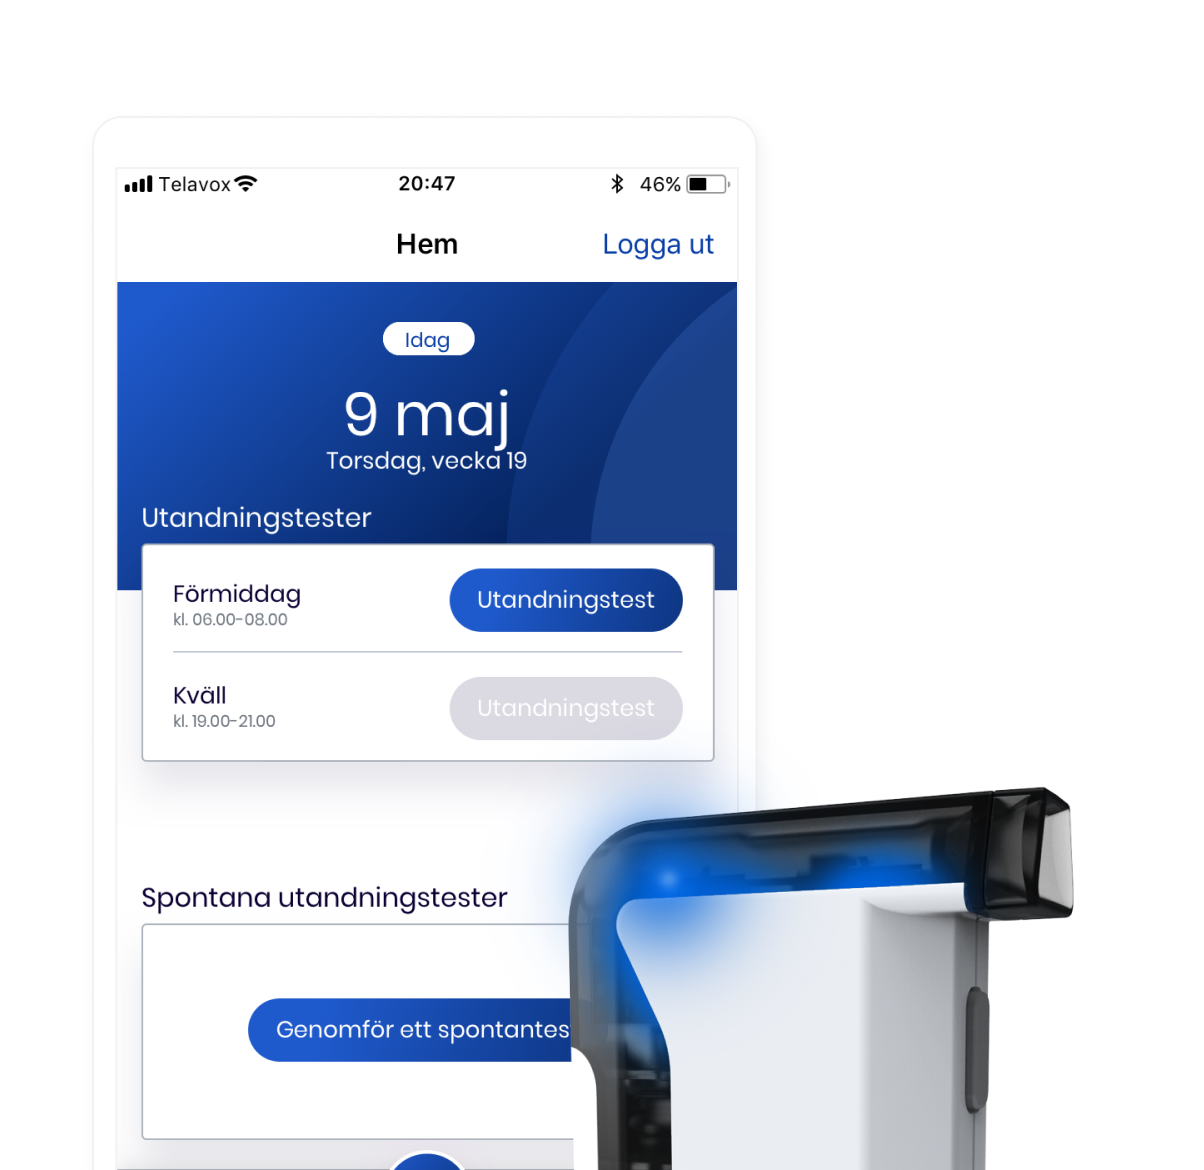 Telavox 20:47 46%
Hem Logga ut
Idag
9 maj
Torsdag, vecka 19
Utandningstester
Förmiddag
kl. 06.00-08.00
Utandningstest
Kväll
kl. 19.00-21.00
Utandningstest
Spontana utandningstester
Genomför ett spontantes